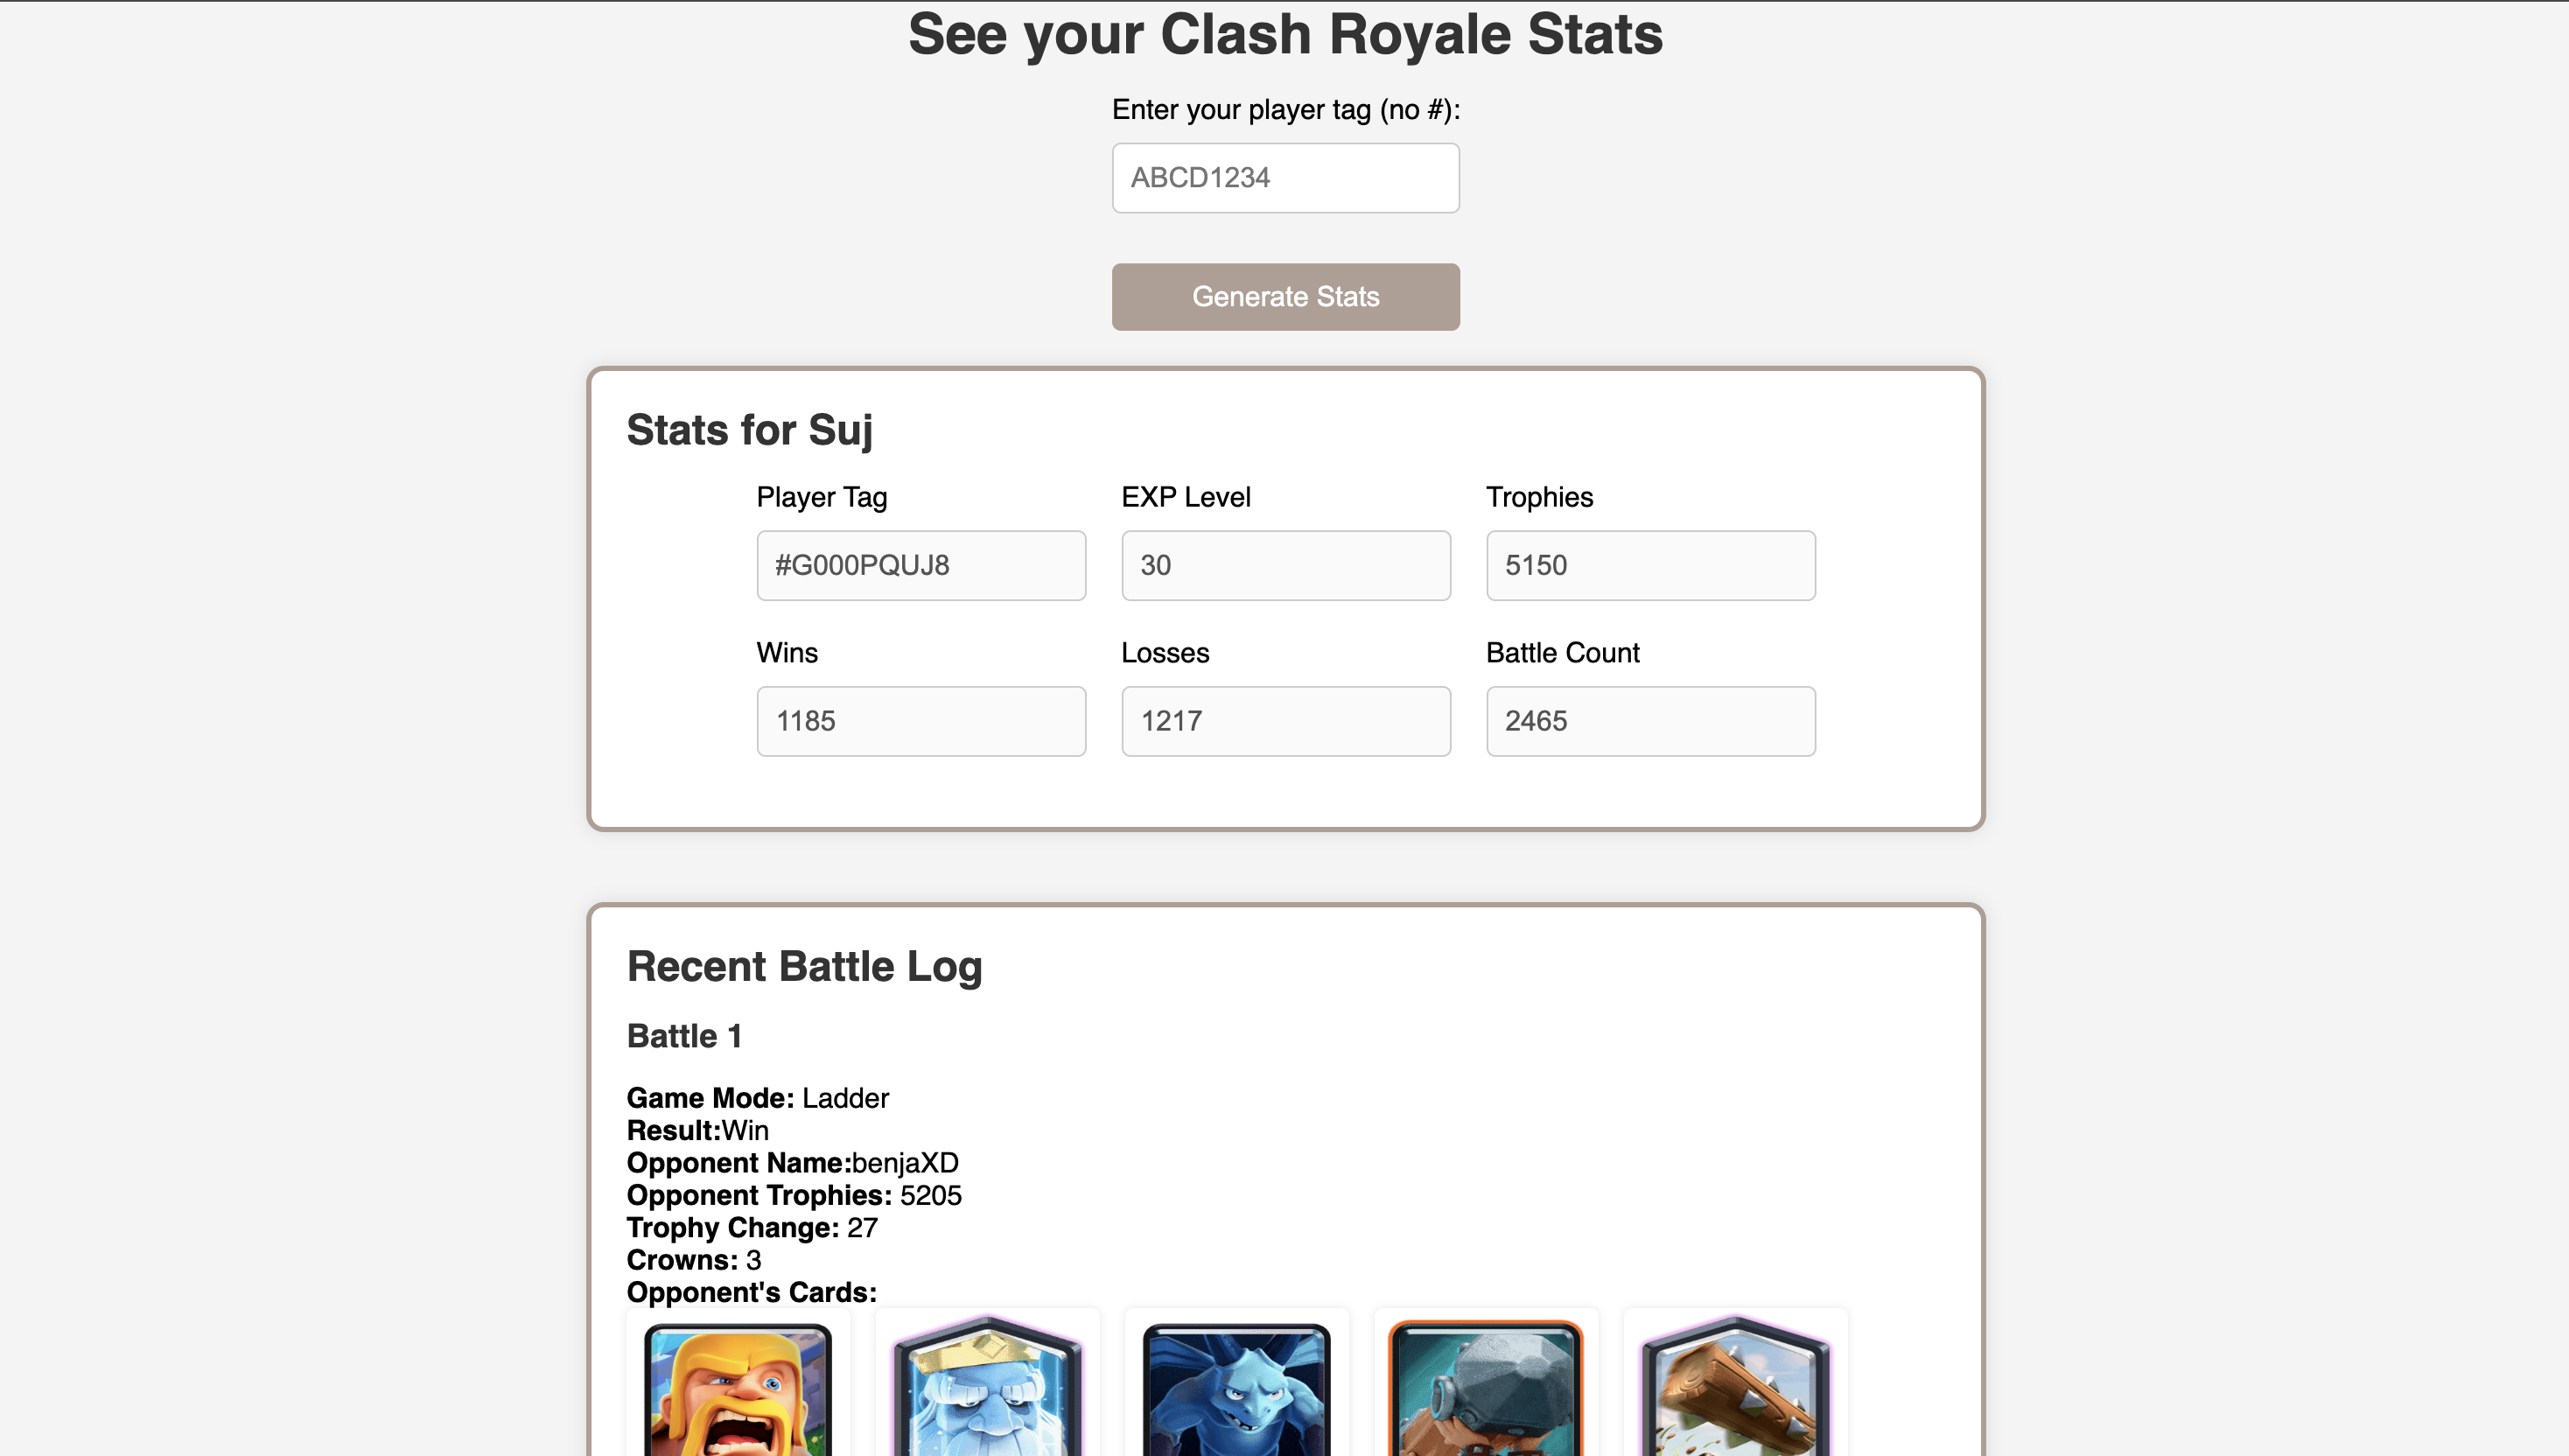 See your Clash Royale Stats
Enter your player tag (no #):
ABCD1234
Generate Stats
Stats for Suj
Player Tag
EXP Level
Trophies
#G000PQUJ8
30
5150
Wins
Losses
Battle Count
1185
1217
2465
Recent Battle Log
Battle 1
Game Mode: Ladder
Result:Win
Opponent Name:benjaXD
Opponent Trophies: 5205
Trophy Change: 27
Crowns: 3
Opponent's Cards: